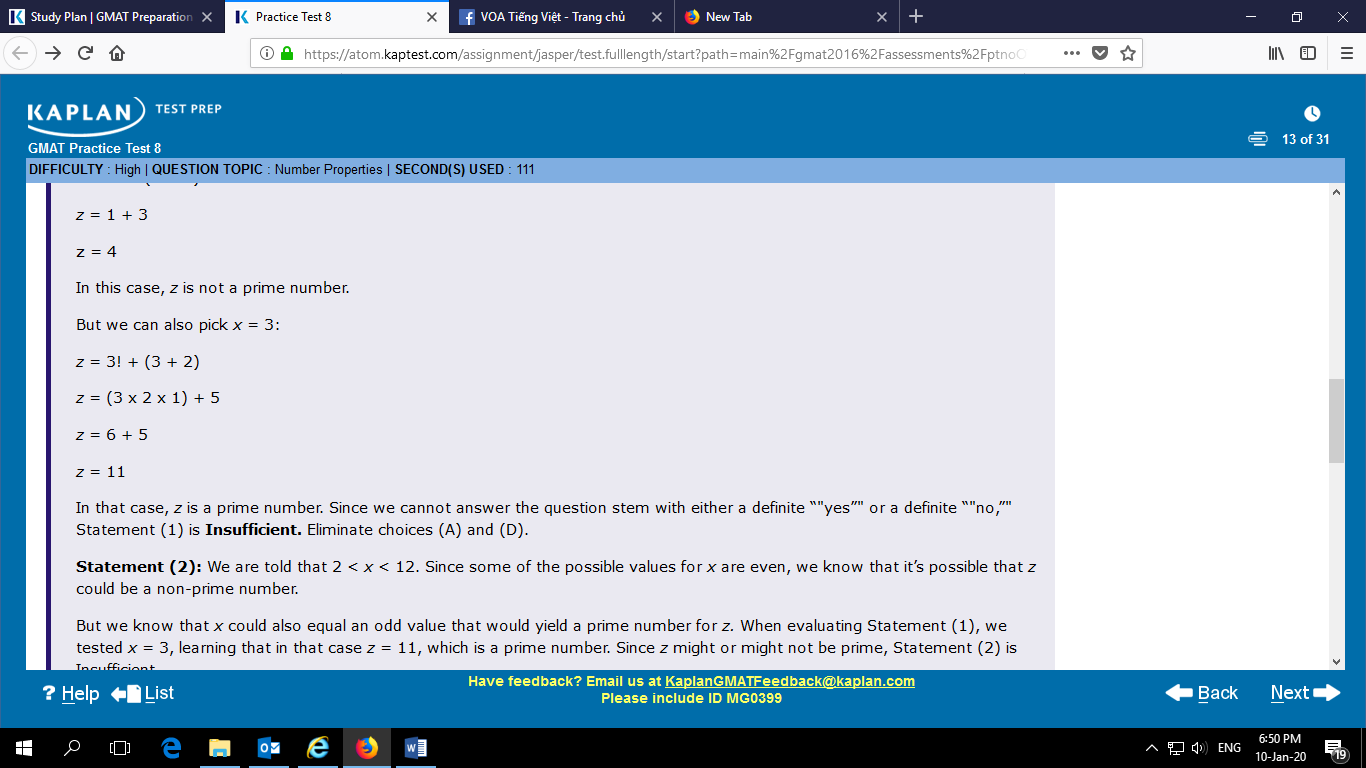 Study Plan | GMAT Preparation
Practice Test 8
VOA Tiếng Việt - Trang chủ
New Tab
https://atom.kaptest.com/assignment/jasper/test.fulllength/start?path=main%2Fgmat2016%2Fassessments%2Fptno
KAPLAN TEST PREP
GMAT Practice Test 8
13 of 31
DIFFICULTY : High | QUESTION TOPIC : Number Properties | SECOND(S) USED : 111
z = 1 + 3
z = 4
In this case, z is not a prime number.
But we can also pick x = 3:
z = 3! + (3 + 2)
z = (3 x 2 x 1) + 5
z = 6 + 5
z = 11
In that case, z is a prime number. Since we cannot answer the question stem with either a definite “"yes”" or a definite “"no,”"
Statement (1) is Insufficient. Eliminate choices (A) and (D).
Statement (2): We are told that 2 < x < 12. Since some of the possible values for x are even, we know that it’s possible that z
could be a non-prime number.
But we know that x could also equal an odd value that would yield a prime number for z. When evaluating Statement (1), we
tested x = 3, learning that in that case z = 11, which is a prime number. Since z might or might not be prime, Statement (2) is
Insufficient.
? Help
List
Have feedback? Email us at KaplanGMATFeedback@kaplan.com
Please include ID MG0399
Back
Next
ENG
6:50 PM
10-Jan-20
19